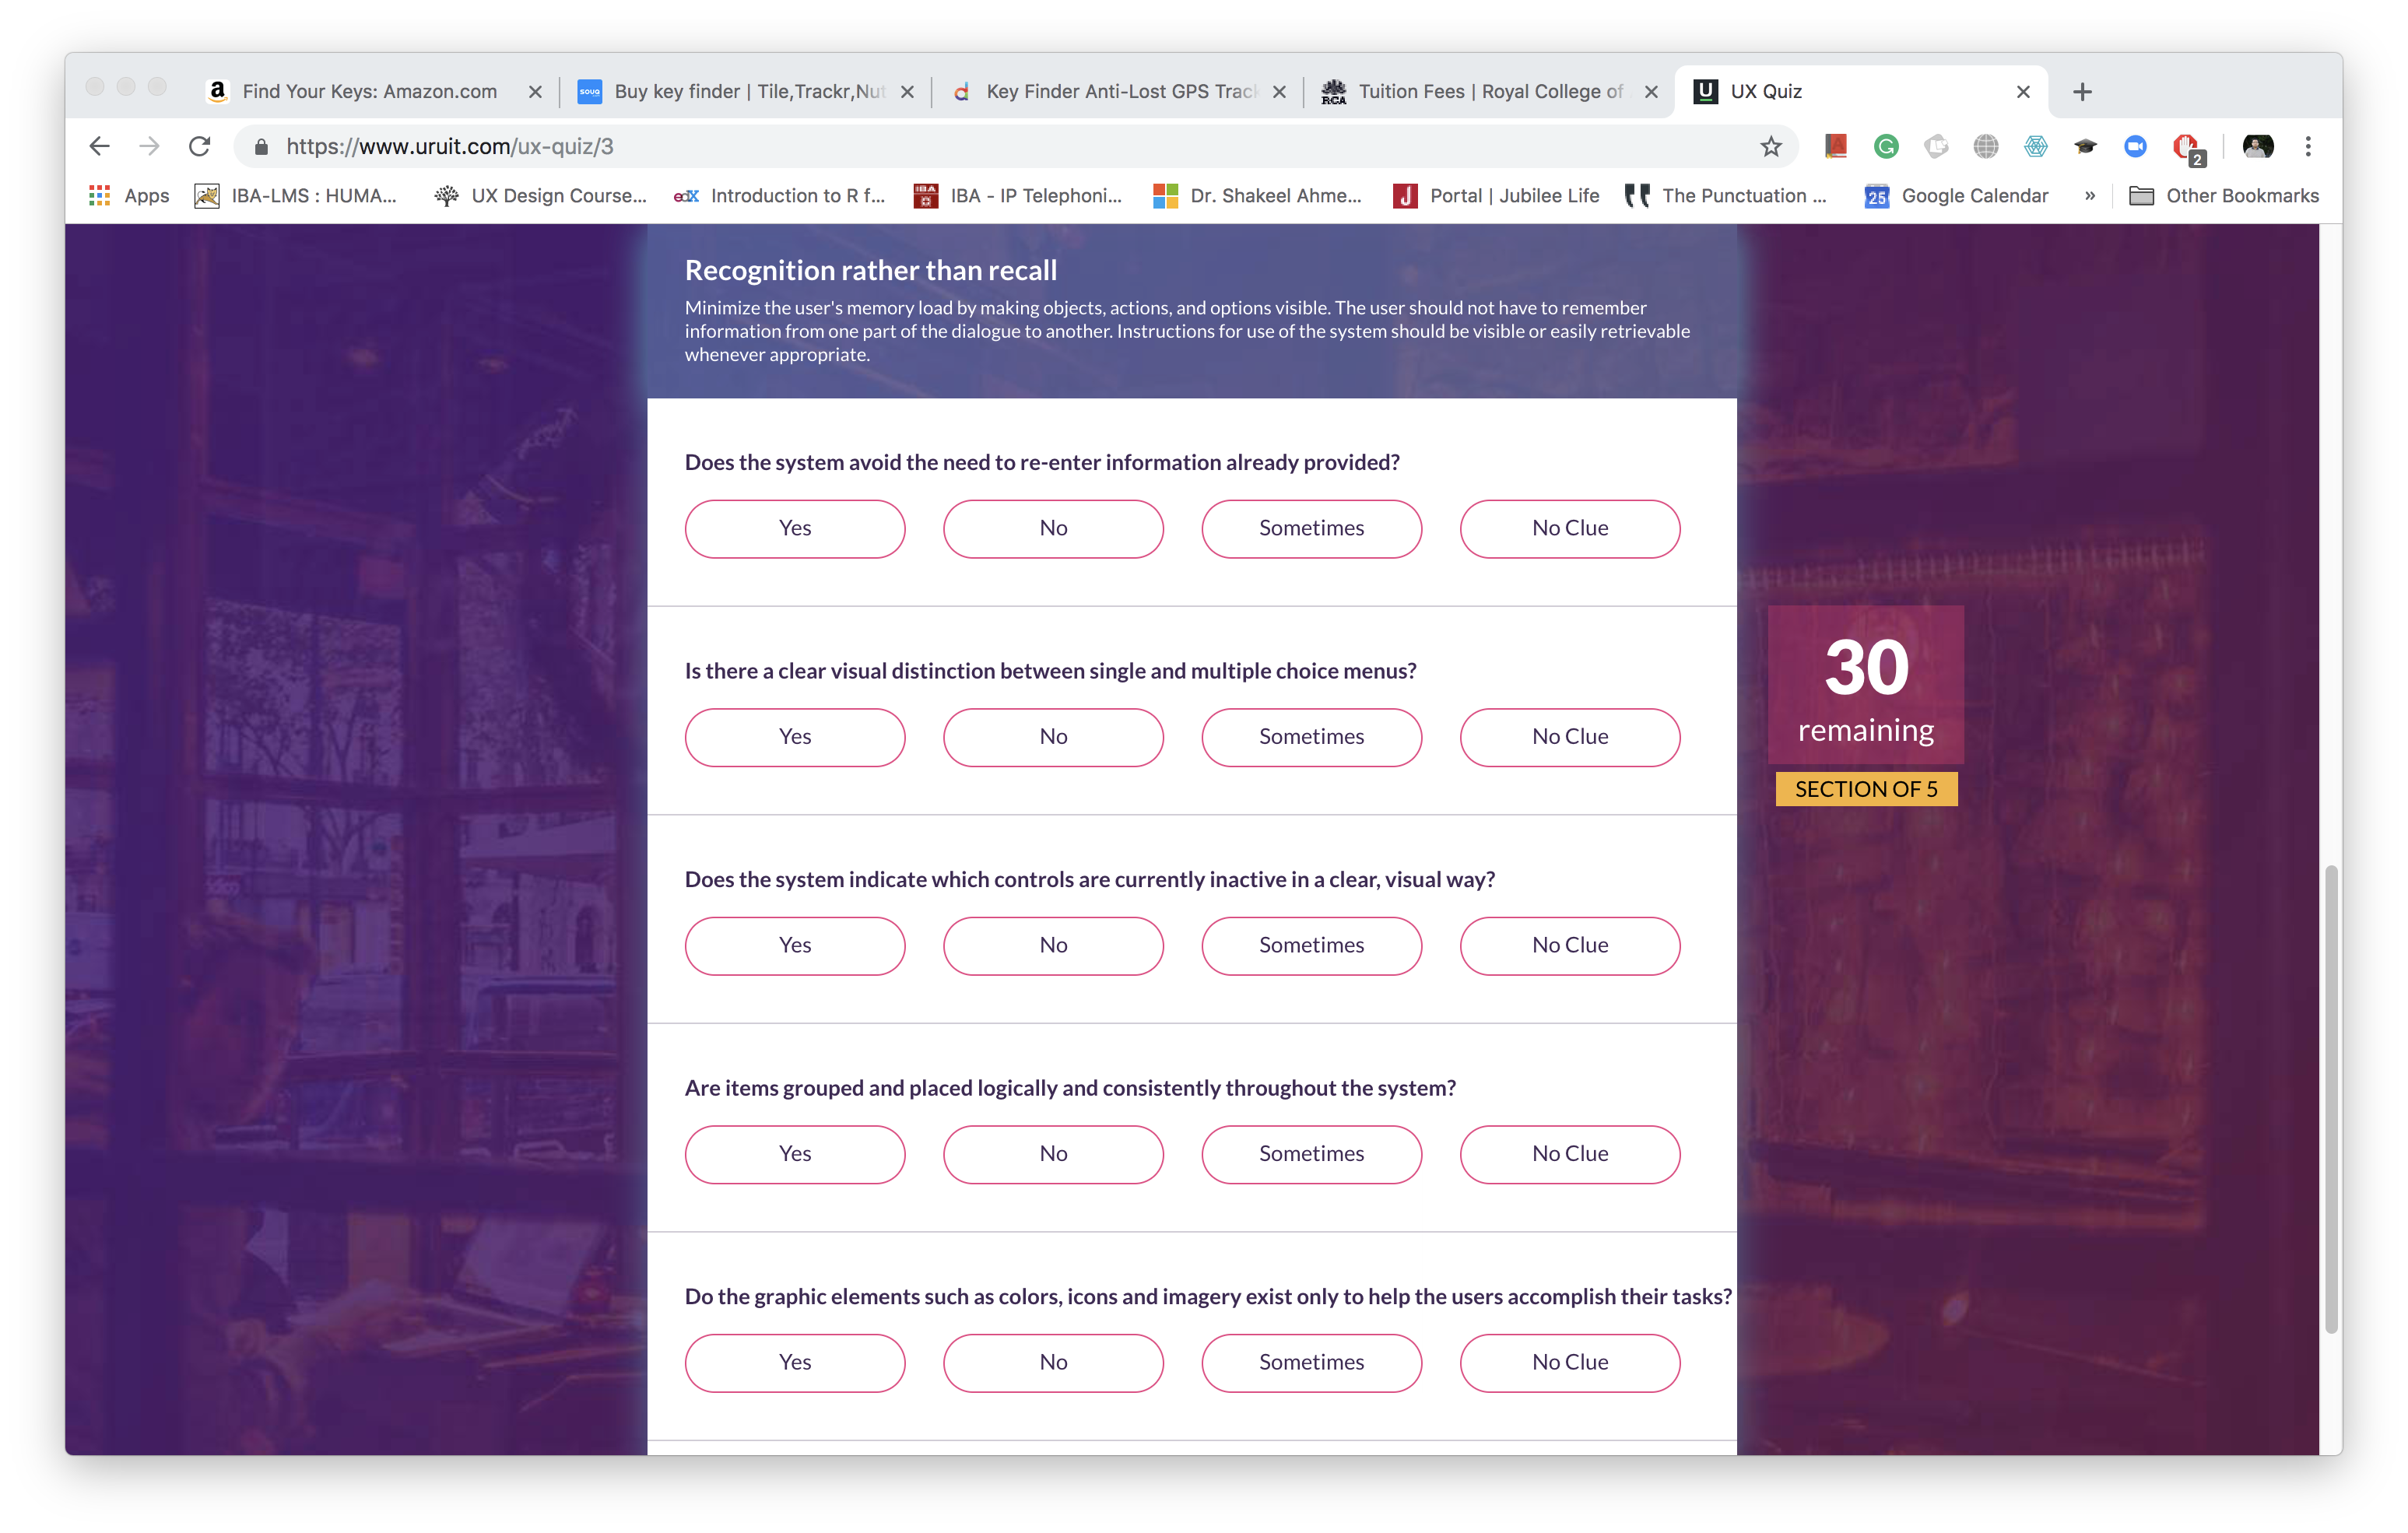 Find Your Keys: Amazon.com
Buy key finder | Tile,Trackr,Nut
Key Finder Anti-Lost GPS Track
Tuition Fees | Royal College of
UX Quiz
https://www.uruit.com/ux-quiz/3
2
Apps
IBA-LMS : HUMA...
UX Design Course...
edX
Introduction to R f...
IBA
IBA - IP Telephoni...
Dr. Shakeel Ahme...
Portal | Jubilee Life
The Punctuation ...
25
Google Calendar
»
Other Bookmarks
Recognition rather than recall
Minimize the user's memory load by making objects, actions, and options visible. The user should not have to remember
information from one part of the dialogue to another. Instructions for use of the system should be visible or easily retrievable
whenever appropriate.
Does the system avoid the need to re-enter information already provided?
Yes No Sometimes No Clue
Is there a clear visual distinction between single and multiple choice menus?
Yes No Sometimes No Clue
30
remaining
SECTION OF 5
Does the system indicate which controls are currently inactive in a clear, visual way?
Yes No Sometimes No Clue
Are items grouped and placed logically and consistently throughout the system?
Yes No Sometimes No Clue
Do the graphic elements such as colors, icons and imagery exist only to help the users accomplish their tasks?
Yes No Sometimes No Clue